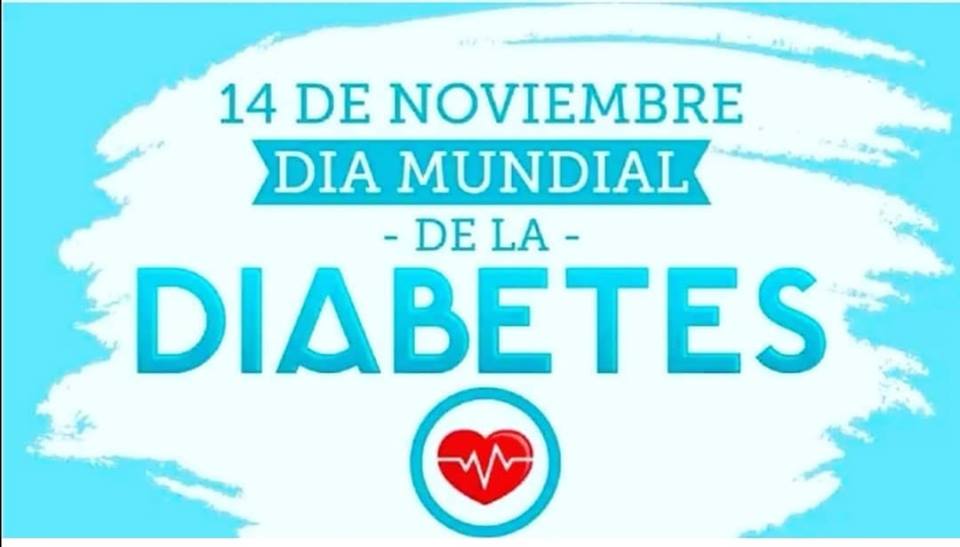 14 DE NOVIEMBRE
DIA MUNDIAL
- DE LA -
DIABETES